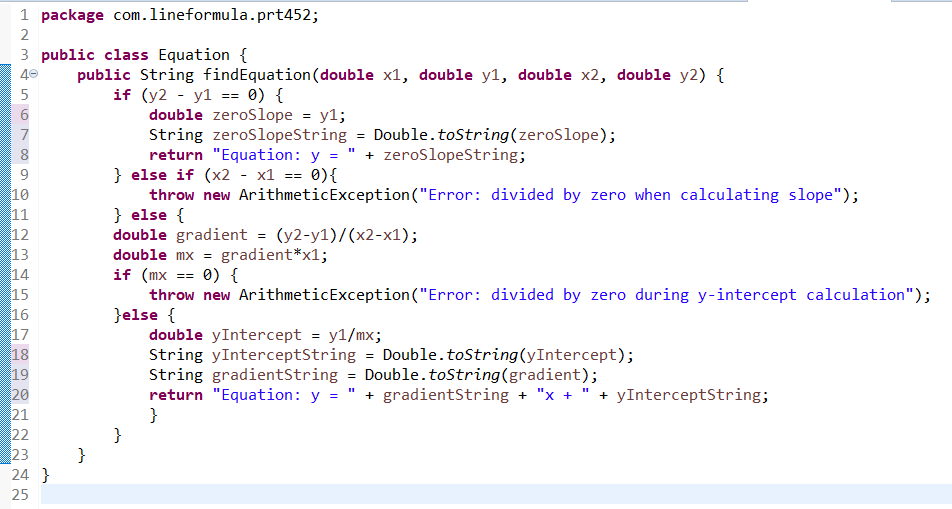 1 package com.lineformula.prt452;
2
3 public class Equation {
4 public String findEquation(double x1, double y1, double x2, double y2) {
5 if (y2 - y1 == 0) {
6 double zeroSlope = y1;
7 String zeroSlopeString = Double.toString(zeroSlope);
8 return "Equation: y = " + zeroSlopeString;
9 } else if (x2 - x1 == 0){
10 throw new ArithmeticException("Error: divided by zero when calculating slope");
11 } else {
12 double gradient = (y2-y1)/(x2-x1);
13 double mx = gradient*x1;
14 if (mx == 0) {
15 throw new ArithmeticException("Error: divided by zero during y-intercept calculation");
16 }else {
17 double yIntercept = y1/mx;
18 String yInterceptString = Double.toString(yIntercept);
19 String gradientString = Double.toString(gradient);
20 return "Equation: y = " + gradientString + "x + " + yInterceptString;
21 }
22 }
23 }
24 }
25